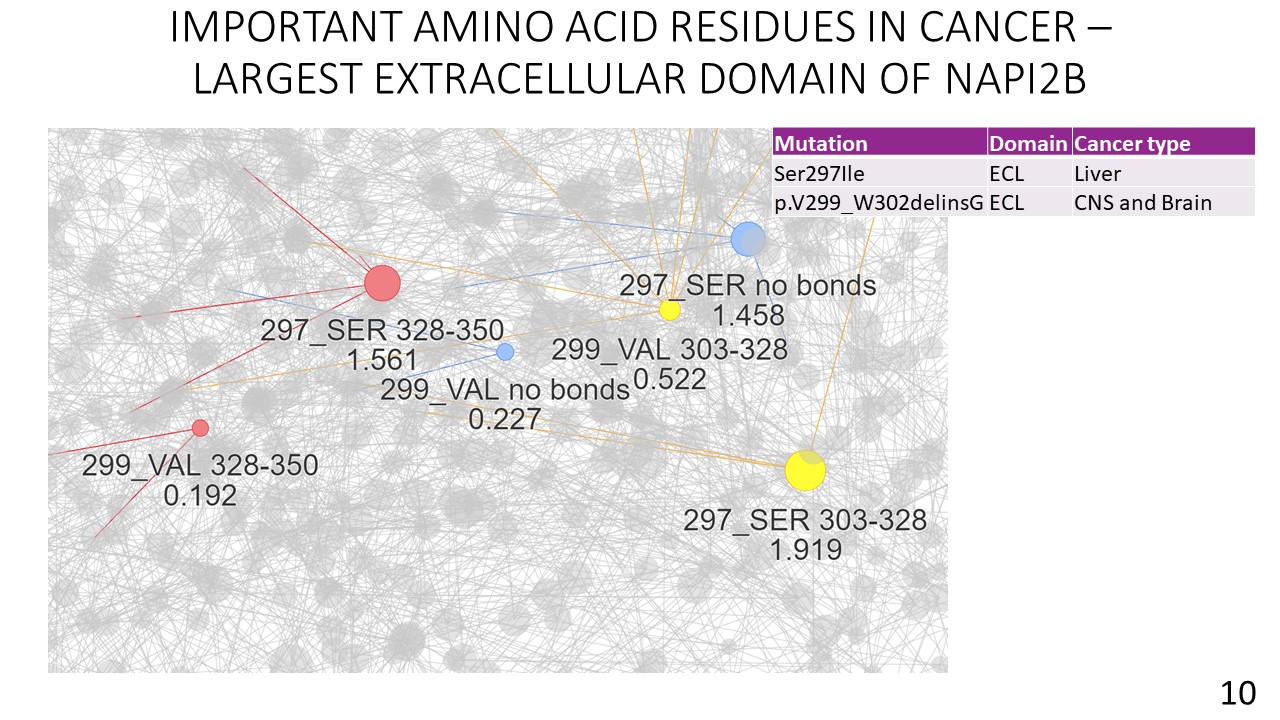 IMPORTANT AMINO ACID RESIDUES IN CANCER –
LARGEST EXTRACELLULAR DOMAIN OF NAPI2B
Mutation Domain Cancer type
Ser297Ile ECL Liver
p.V299_W302delinsG ECL CNS and Brain
297_SER no bonds
1.458
297_SER 328-350
1.561
299_VAL 303-328
0.522
299_VAL no bonds
0.227
299_VAL 328-350
0.192
297_SER 303-328
1.919
10